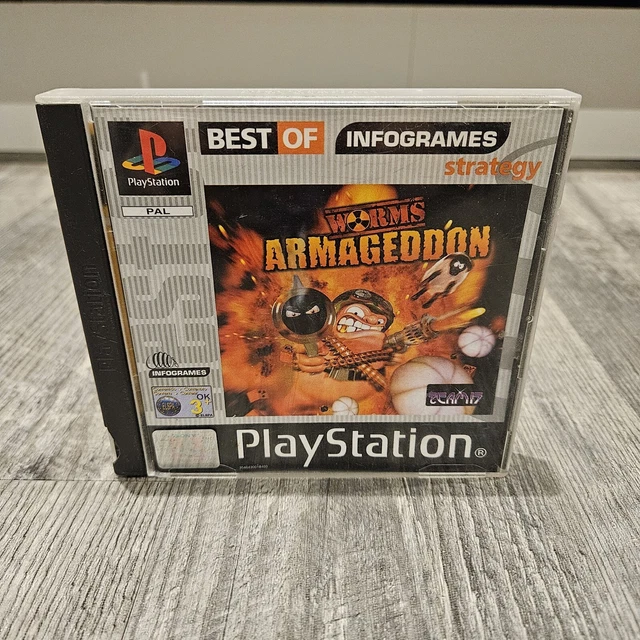 BEST OF INFOGRAMES
strategy
PlayStation
PAL
WORMS
ARMAGEDDON
INFOGRAMES
OK
3+
TEAM17
PlayStation®
PlayStation